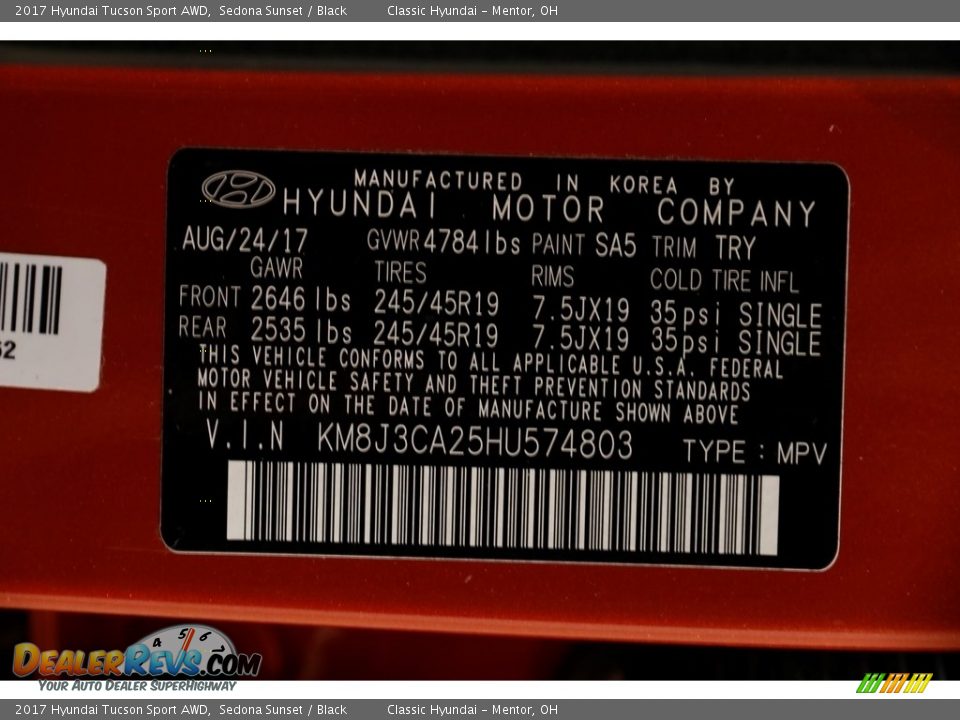 2017 Hyundai Tucson Sport AWD, Sedona Sunset / Black Classic Hyundai – Mentor, OH
MANUFACTURED IN KOREA BY
HYUNDAI MOTOR COMPANY
AUG/24/17 GVWR 4784lbs PAINT SA5 TRIM TRY
GAWR TIRES RIMS COLD TIRE INFL
FRONT 2646 lbs 245/45R19 7.5JX19 35psi SINGLE
REAR 2535 lbs 245/45R19 7.5JX19 35psi SINGLE
THIS VEHICLE CONFORMS TO ALL APPLICABLE U.S.A. FEDERAL
MOTOR VEHICLE SAFETY AND THEFT PREVENTION STANDARDS
IN EFFECT ON THE DATE OF MANUFACTURE SHOWN ABOVE
V.I.N KM8J3CA25HU574803 TYPE : MPV
4 5 6
DEALERREVS.COM
YOUR AUTO DEALER SUPERHIGHWAY
2017 Hyundai Tucson Sport AWD, Sedona Sunset / Black Classic Hyundai – Mentor, OH